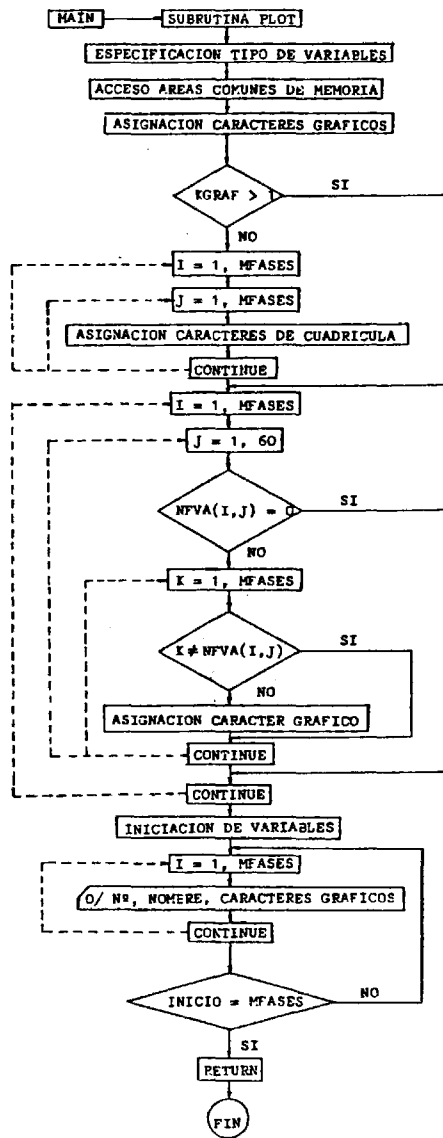 MAIN SUBRUTINA PLOT
ESPECIFICACION TIPO DE VARIABLES
ACCESO AREAS COMUNES DE MEMORIA
ASIGNACION CARACTERES GRAFICOS
KGRAF > 1 SI
NO
I = 1, MFASES
J = 1, MFASES
ASIGNACION CARACTERES DE CUADRICULA
CONTINUE
I = 1, MFASES
J = 1, 60
NFVA(I,J) = 0 SI
NO
K = 1, MFASES
K ≠ NFVA(I,J) SI
NO
ASIGNACION CARACTER GRAFICO
CONTINUE
CONTINUE
INICIACION DE VARIABLES
I = 1, MFASES
O/ Nº, NOMBRE, CARACTERES GRAFICOS
CONTINUE
INICIO = MFASES NO
SI
RETURN
FIN